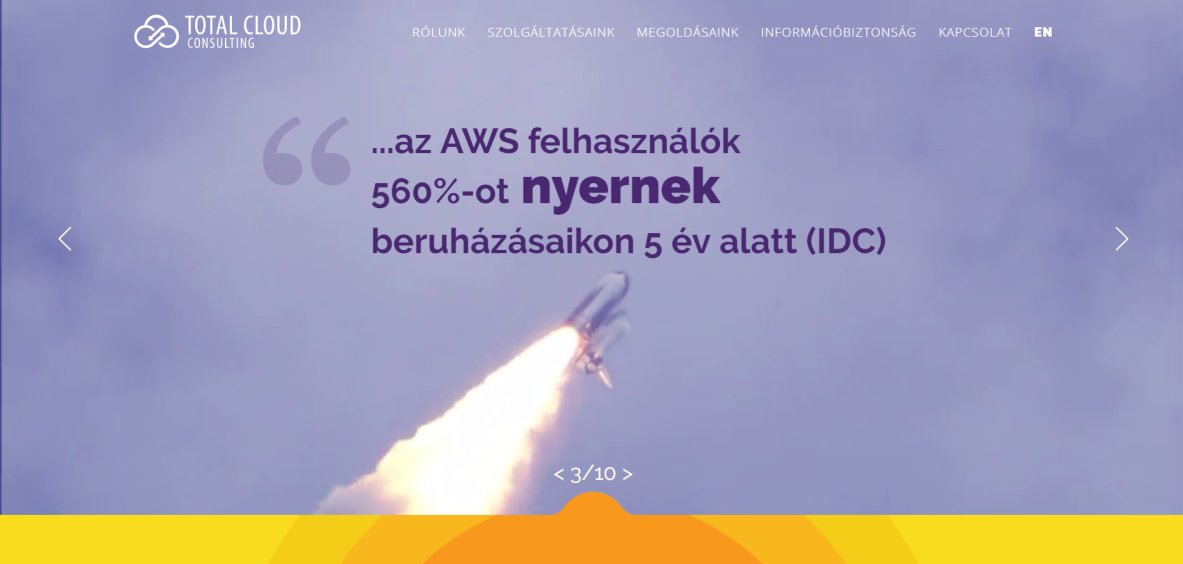 TOTAL CLOUD
CONSULTING
RÓLUNK SZOLGÁLTATÁSAINK MEGOLDÁSAINK INFORMÁCIÓBIZTONSÁG KAPCSOLAT EN
“
...az AWS felhasználók
560%-ot nyernek
beruházásaikon 5 év alatt (IDC)
< 3/10 >